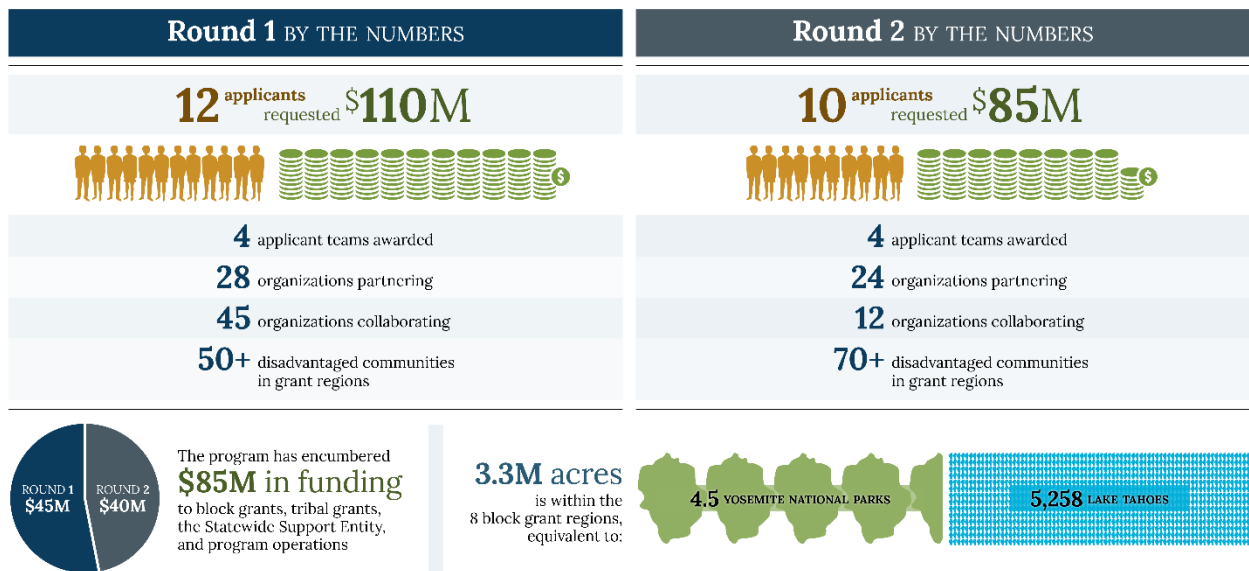 Round 1 BY THE NUMBERS
12 applicants requested $110M
$
4 applicant teams awarded
28 organizations partnering
45 organizations collaborating
50+ disadvantaged communities
in grant regions
Round 2 BY THE NUMBERS
10 applicants requested $85M
$
4 applicant teams awarded
24 organizations partnering
12 organizations collaborating
70+ disadvantaged communities
in grant regions
ROUND 1
$45M
ROUND 2
$40M
The program has encumbered
$85M in funding
to block grants, tribal grants,
the Statewide Support Entity,
and program operations
3.3M acres
is within the
8 block grant regions,
equivalent to:
4.5 YOSEMITE NATIONAL PARKS
5,258 LAKE TAHOES